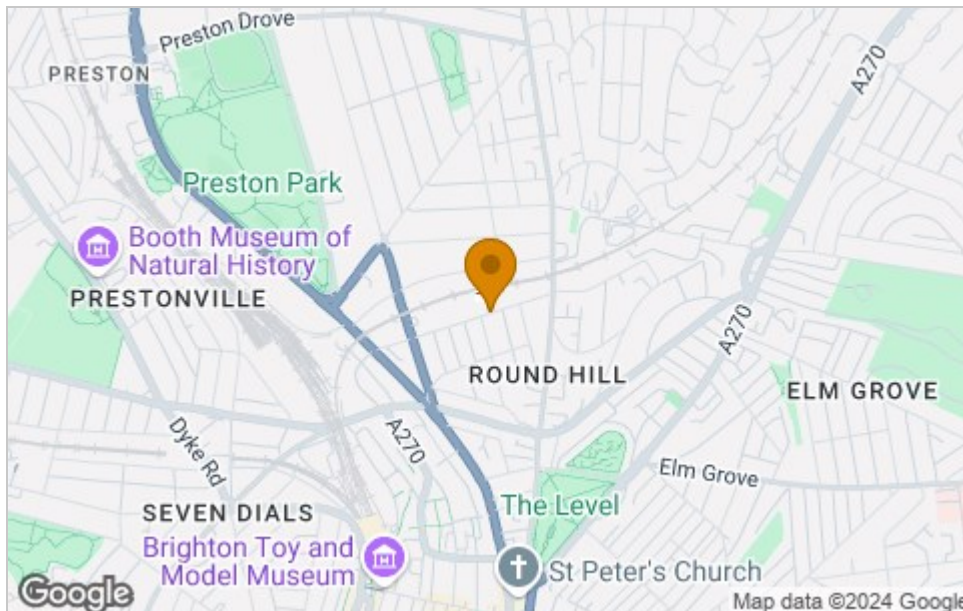 Preston Drove
PRESTON
A270
Preston Park
Booth Museum of
Natural History
PRESTONVILLE
A270
ROUND HILL
ELM GROVE
Dyke Rd
A270
Elm Grove
SEVEN DIALS
The Level
Brighton Toy and
Model Museum
St Peter's Church
Google
Map data ©2024 Google